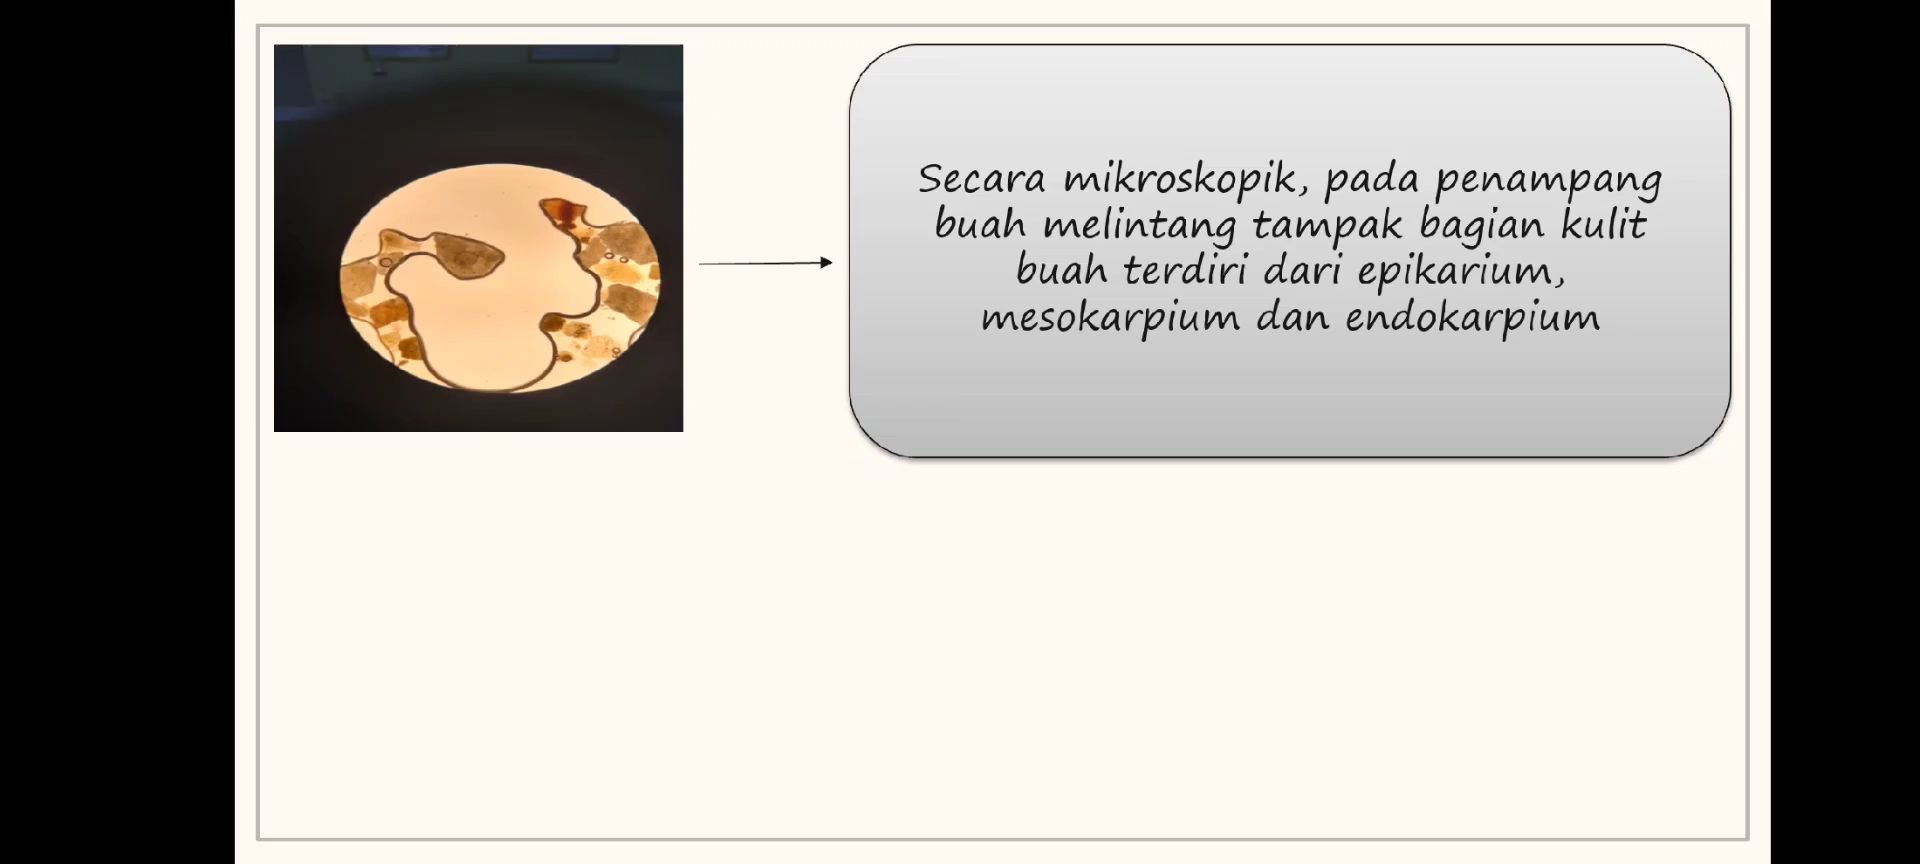 Secara mikroskopik, pada penampang
buah melintang tampak bagian kulit
buah terdiri dari epikarium,
mesokarpium dan endokarpium